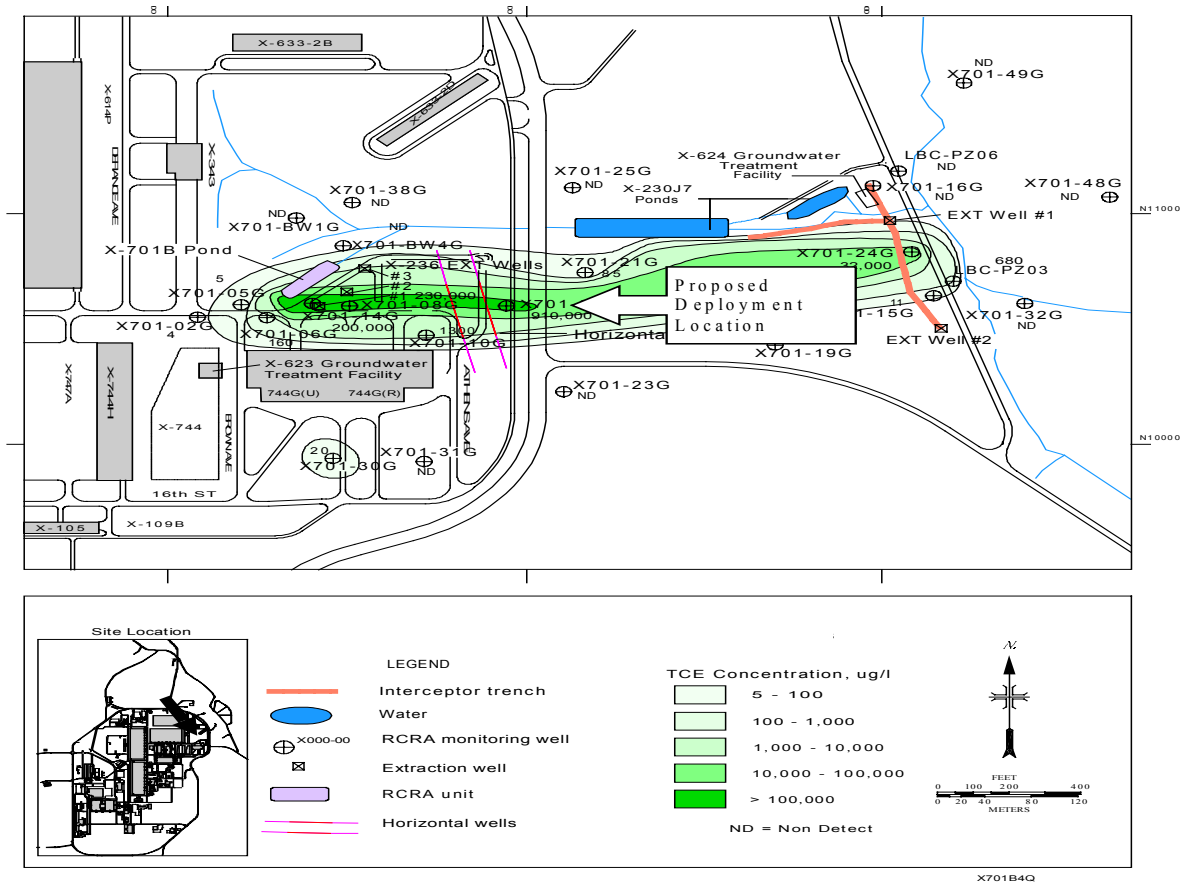 X-633-2B
X701-49G
ND
X-614P
X-343
X-624 Groundwater
Treatment
Facility
LBC-PZ06
ND
X701-25G
ND
X-230J7
Ponds
X701-16G
ND
X701-48G
ND
X701-38G
ND
ND
X701-BW1G
ND
EXT Well #1
N11000
X-701B Pond
X701-BW4G
X-236 EXT Wells
#3
#2
#1
X701-21G
85
X701-24G
680
LBC-PZ03
5
X701-05G
230,000
X701-08G
X701-14G
200,000
910,000
Proposed
Deployment
Location
11
X701-32G
ND
X701-02G
4
X701-06G
160
1300
X701-10G
EXT Well #2
X701-19G
X-623 Groundwater
Treatment Facility
744G(U)
744G(R)
X701-23G
ND
X-747A
X-744H
X-744
20
X701-30G
X701-31G
ND
N10000
16th ST
X-105
X-109B
Site Location
LEGEND
Interceptor trench
Water
X000-00
RCRA monitoring well
Extraction well
RCRA unit
Horizontal wells
TCE Concentration, ug/l
5 - 100
100 - 1,000
1,000 - 10,000
10,000 - 100,000
> 100,000
ND = Non Detect
N.
FEET
0 100 200 400
0 20 40 60 80 120
METERS
X701B4Q